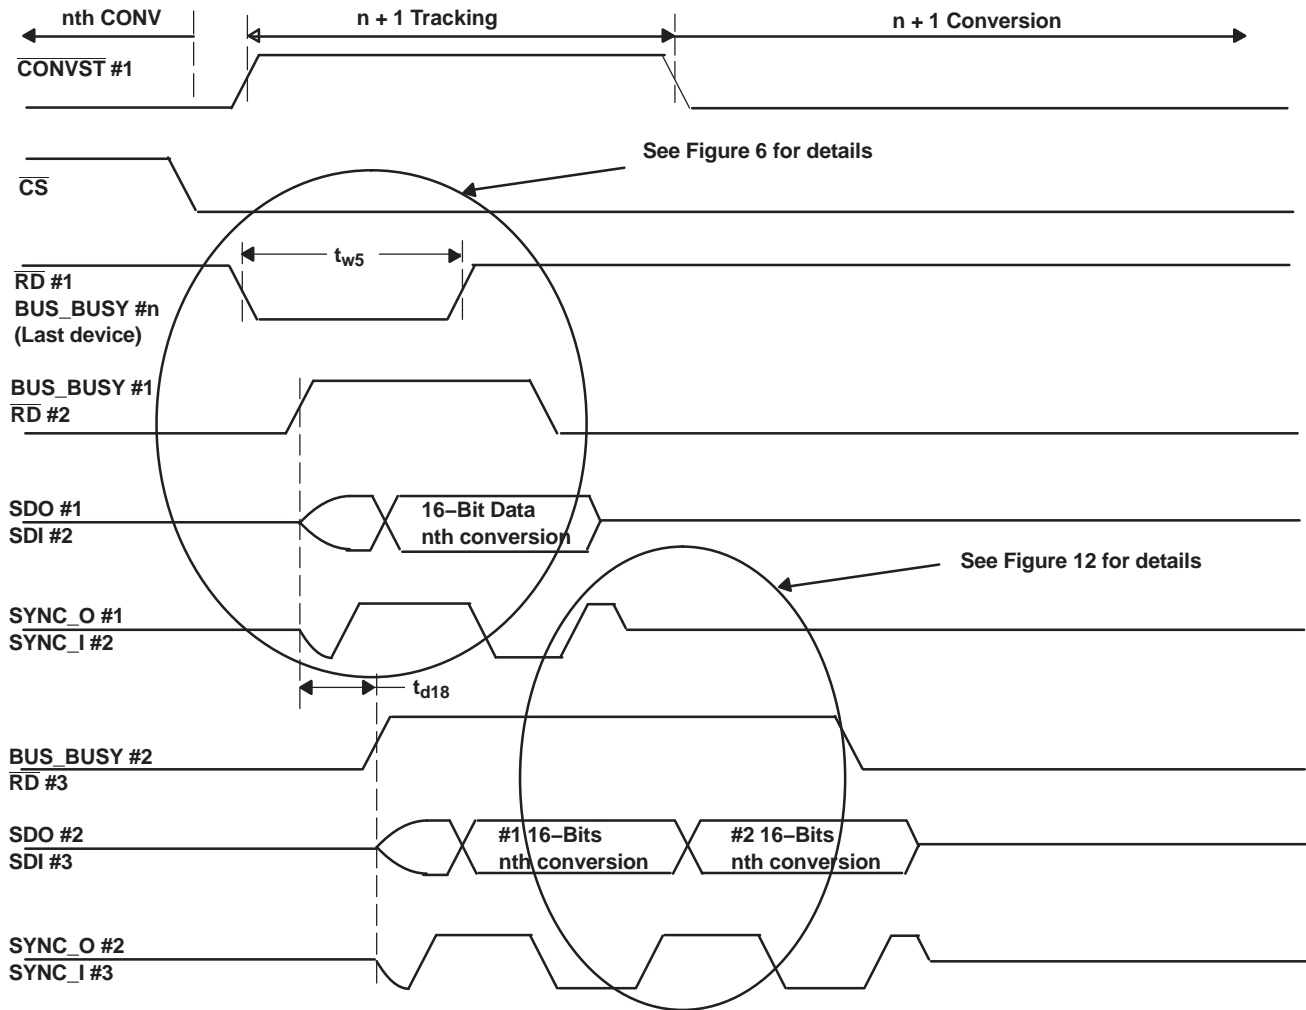 nth CONV
n + 1 Tracking
n + 1 Conversion
CONVST #1
See Figure 6 for details
CS
tw5
RD #1
BUS_BUSY #n
(Last device)
BUS_BUSY #1
RD #2
SDO #1
SDI #2
16–Bit Data
nth conversion
See Figure 12 for details
SYNC_O #1
SYNC_I #2
td18
BUS_BUSY #2
RD #3
SDO #2
SDI #3
#1 16–Bits
nth conversion
#2 16–Bits
nth conversion
SYNC_O #2
SYNC_I #3